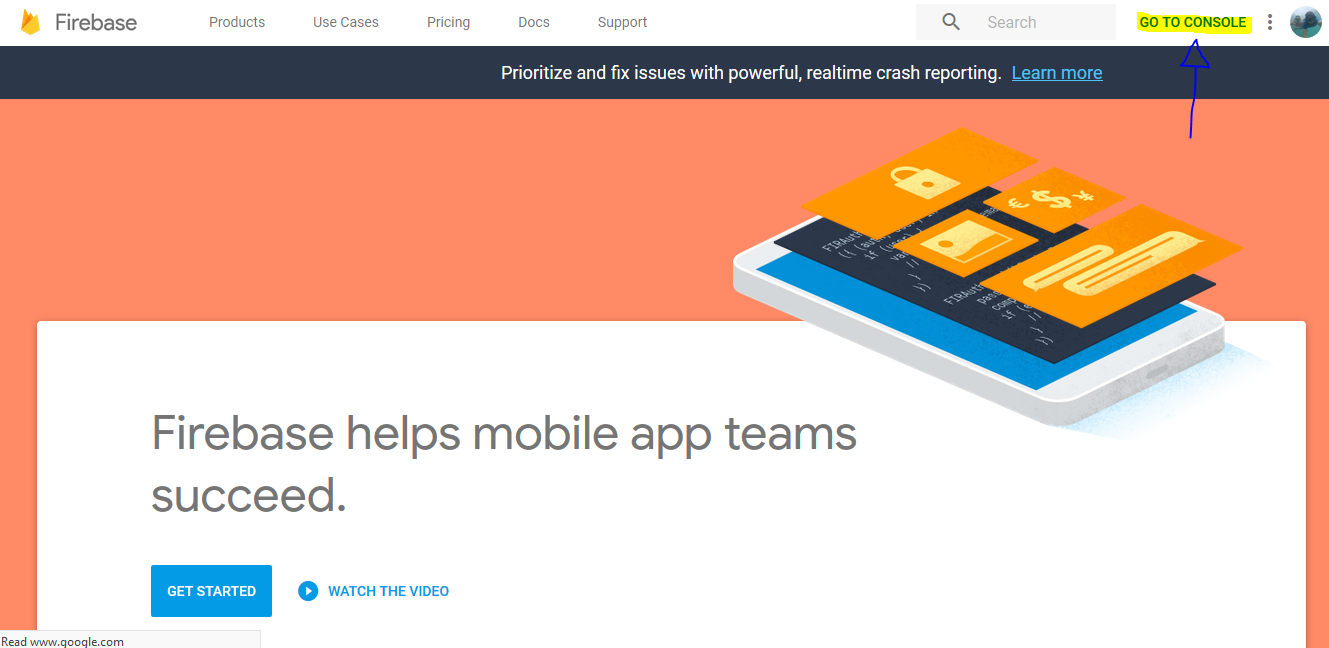 Firebase
Products
Use Cases
Pricing
Docs
Support
Search
GO TO CONSOLE
Prioritize and fix issues with powerful, realtime crash reporting. Learn more
Firebase helps mobile app teams
succeed.
GET STARTED
WATCH THE VIDEO
Read www.google.com